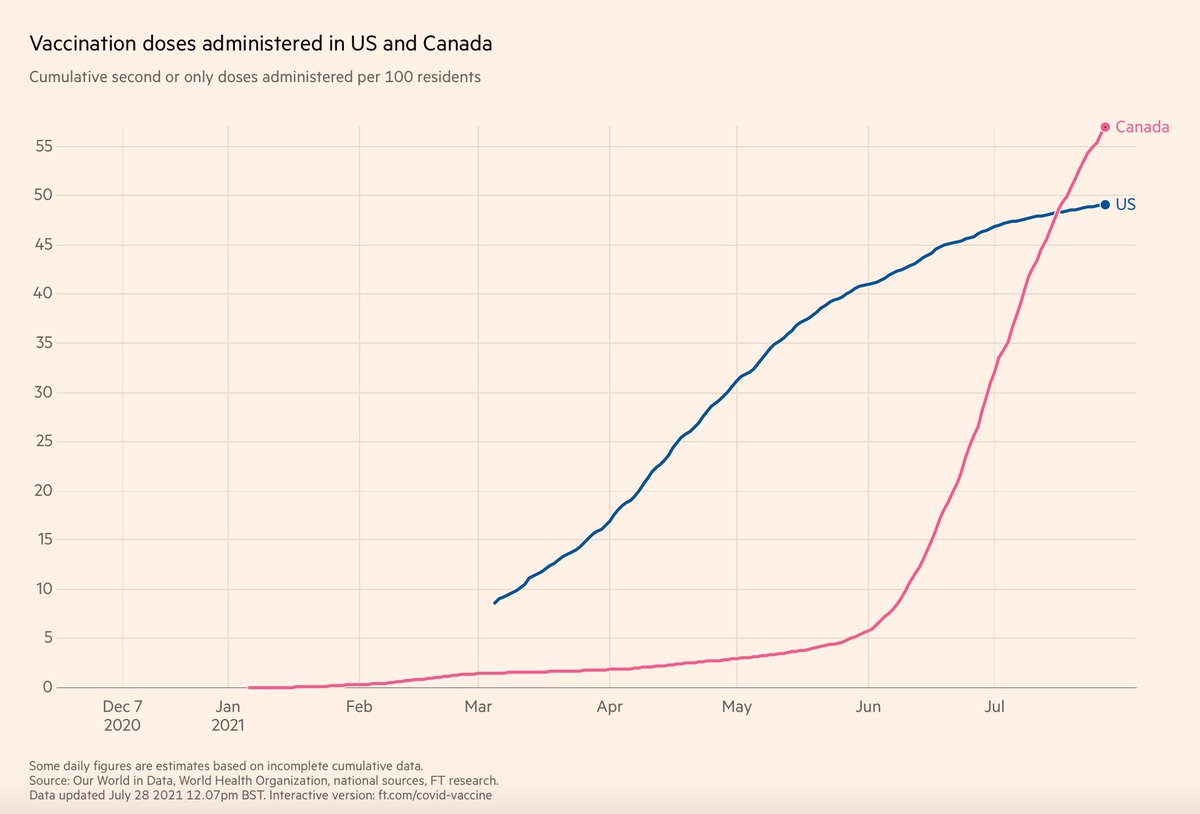 Vaccination doses administered in US and Canada
Cumulative second or only doses administered per 100 residents
Canada
55
50
US
45
40
35
30
25
20
15
10
5
0
Dec 7 Jan Feb Mar Apr May Jun Jul
2020 2021
Some daily figures are estimates based on incomplete cumulative data.
Source: Our World in Data, World Health Organization, national sources, FT research.
Data updated July 28 2021 12.07pm BST. Interactive version: ft.com/covid-vaccine